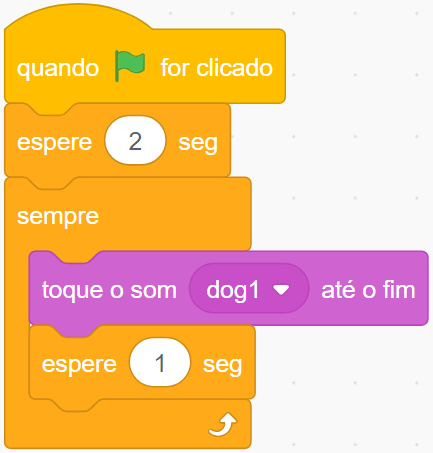 quando for clicado
espere 2 seg
sempre
toque o som dog1 até o fim
espere 1 seg